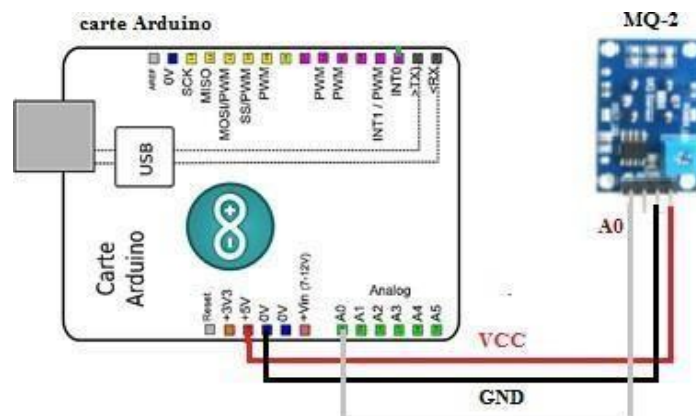 carte Arduino
MQ-2
AREF
0V
SCK
MISO
MOSI/PWM
SS/PWM
PWM
PWM
PWM
INT1 / PWM
INT0
>TX
<RX
USB
Carte
Arduino
Reset
+3V3
+5V
0V
0V
+Vin (7-12V)
Analog
A0
A1
A2
A3
A4
A5
A0
VCC
GND